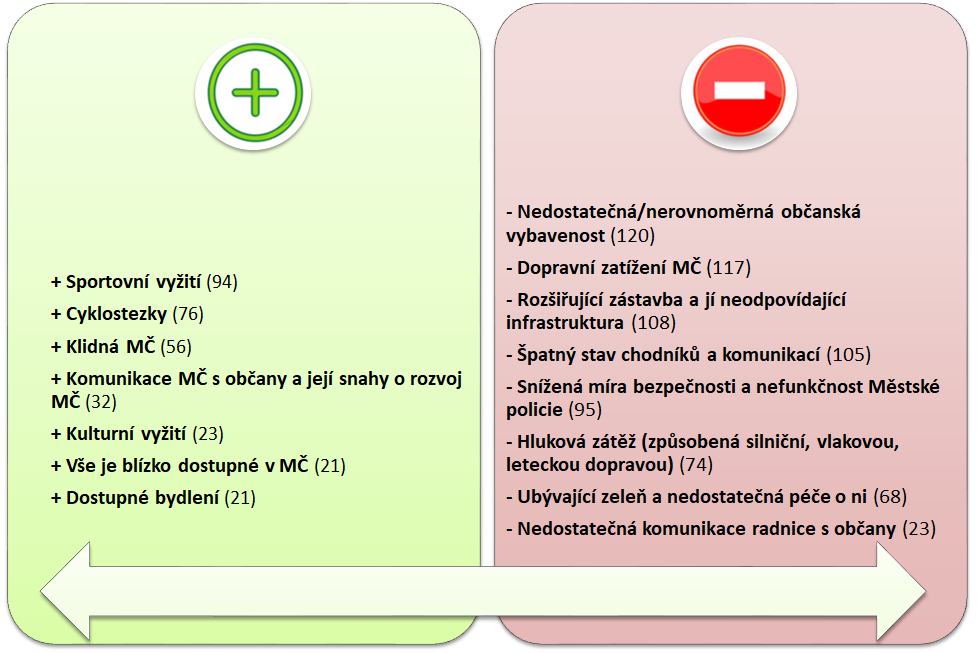 + Sportovní vyžití (94)
+ Cyklostezky (76)
+ Klidná MČ (56)
+ Komunikace MČ s občany a její snahy o rozvoj
MČ (32)
+ Kulturní vyžití (23)
+ Vše je blízko dostupné v MČ (21)
+ Dostupné bydlení (21)
- Nedostatečná/nerovnoměrná občanská
vybavenost (120)
- Dopravní zatížení MČ (117)
- Rozšiřující zástavba a jí neodpovídající
infrastruktura (108)
- Špatný stav chodníků a komunikací (105)
- Snížená míra bezpečnosti a nefunkčnost Městské
policie (95)
- Hluková zátěž (způsobená silniční, vlakovou,
leteckou dopravou) (74)
- Ubývající zeleň a nedostatečná péče o ni (68)
- Nedostatečná komunikace radnice s občany (23)